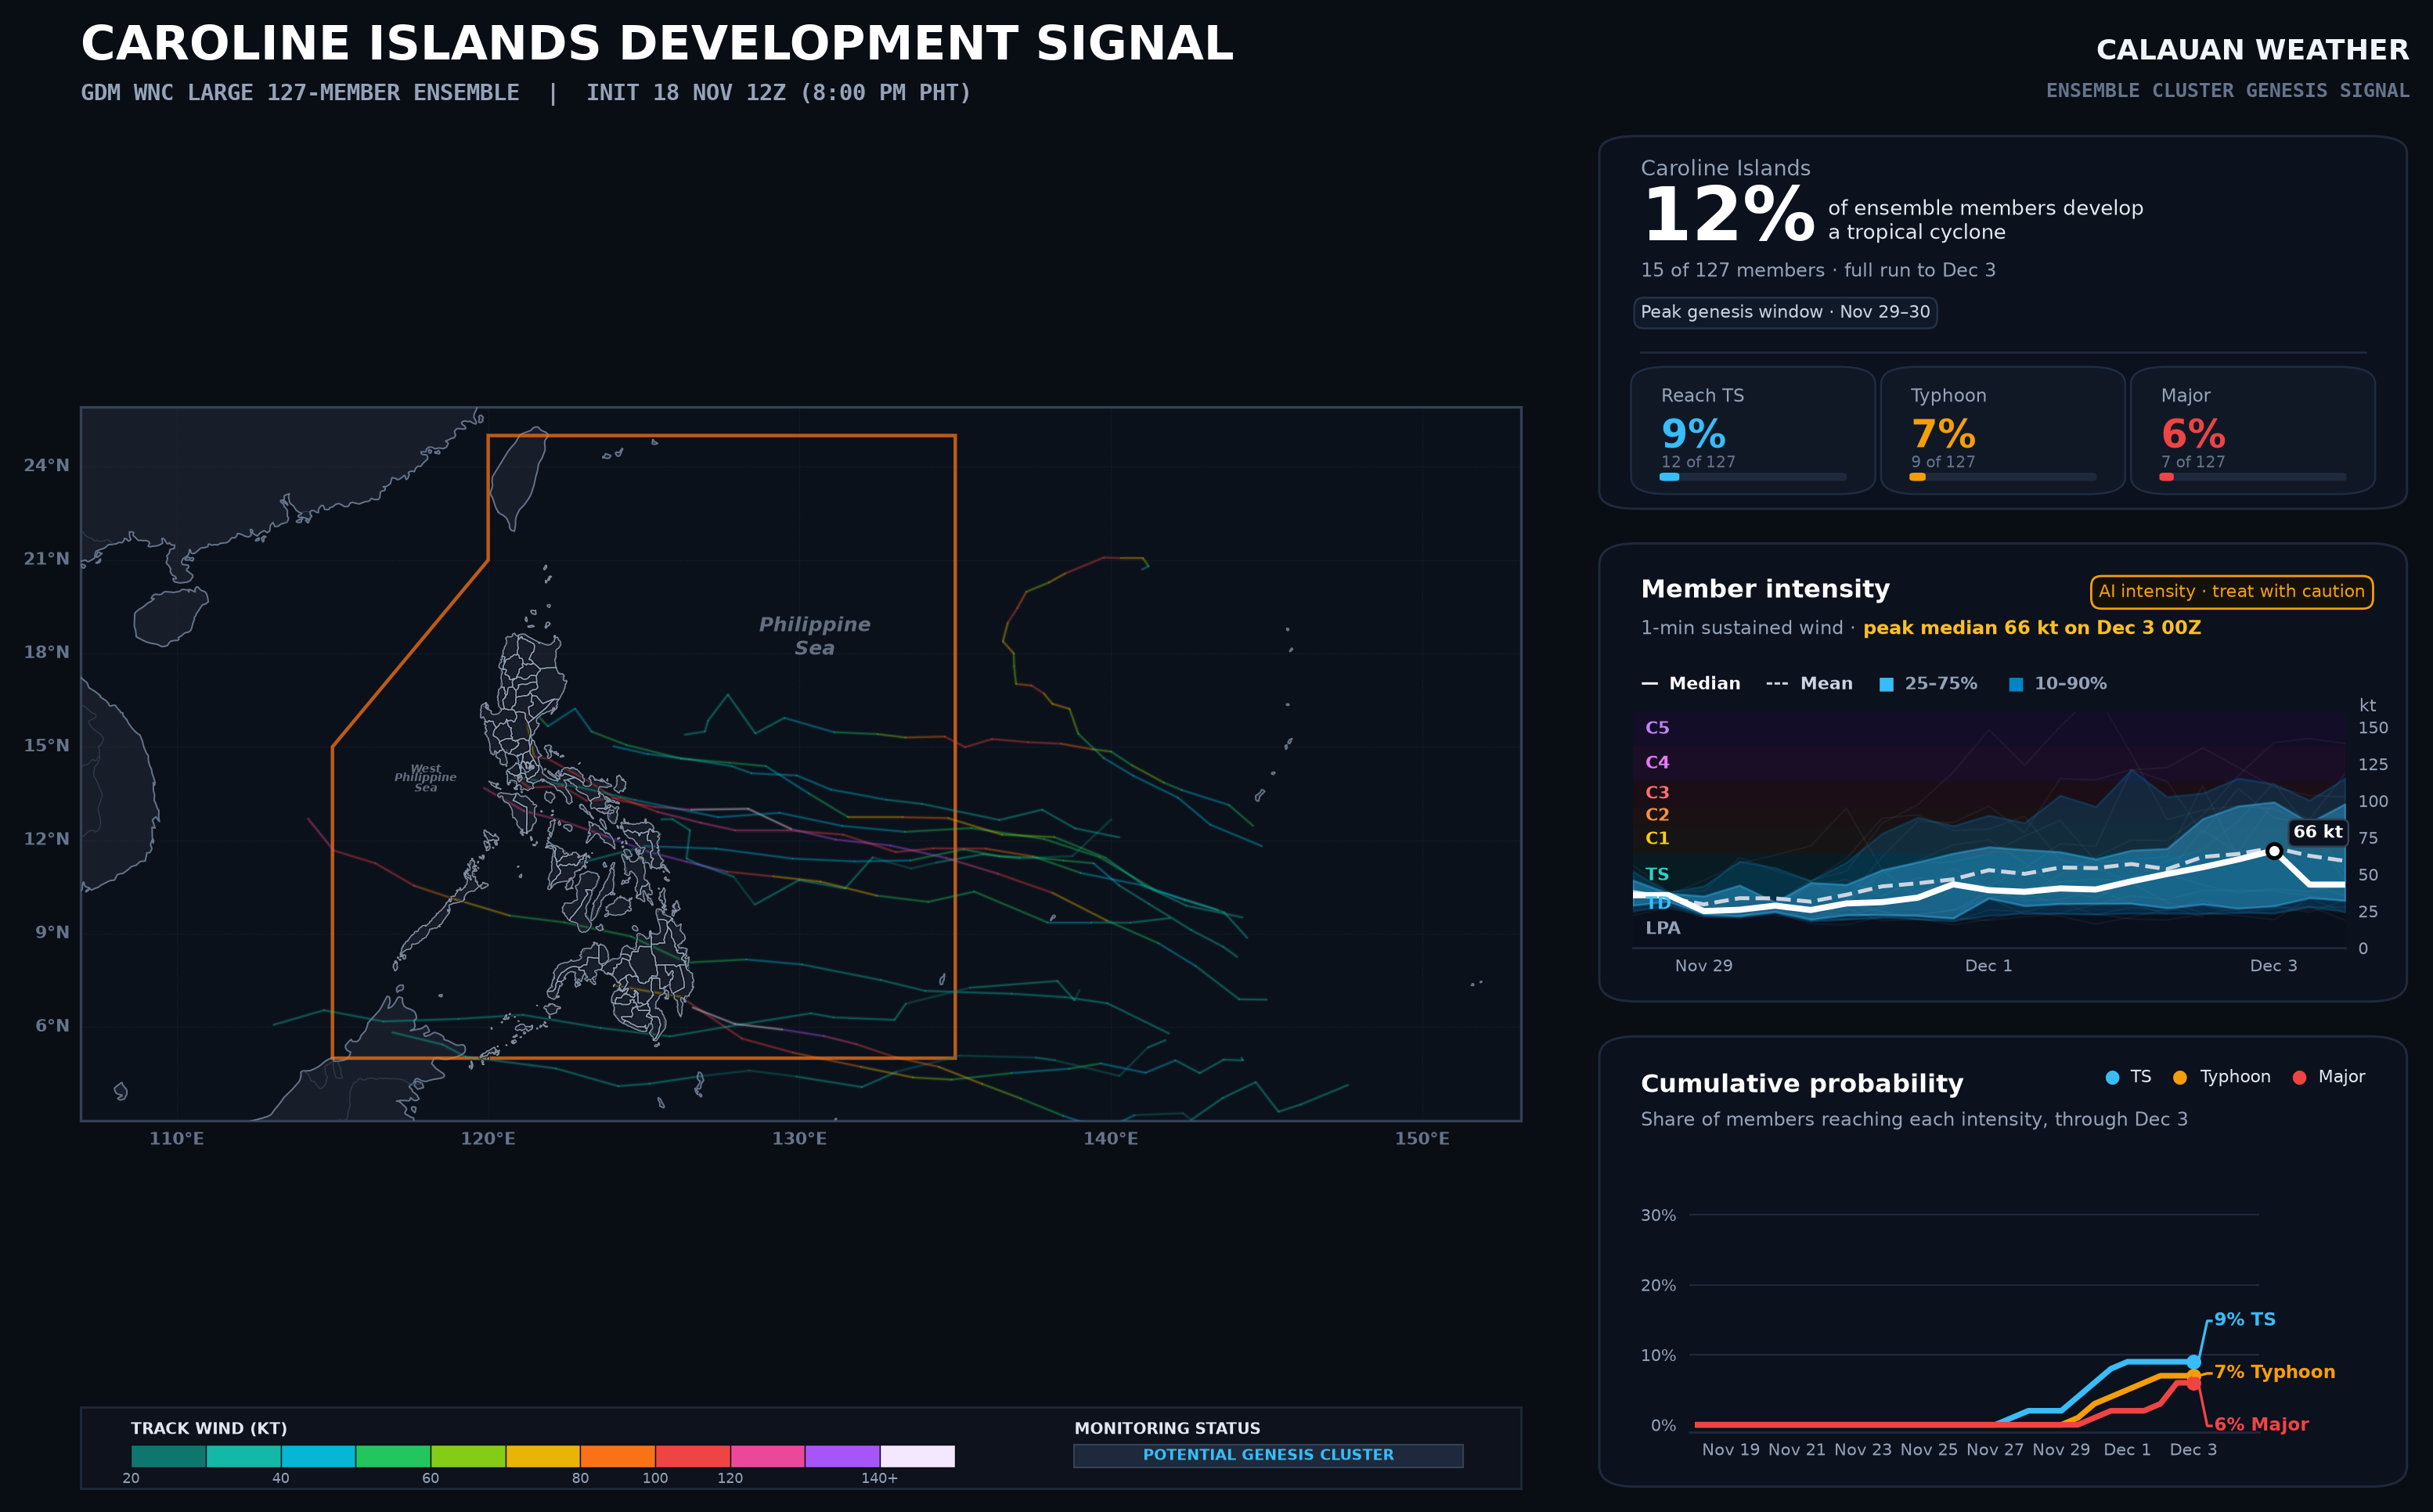 CAROLINE ISLANDS DEVELOPMENT SIGNAL
GDM WNC LARGE 127-MEMBER ENSEMBLE | INIT 18 NOV 12Z (8:00 PM PHT)
CALAUAN WEATHER
ENSEMBLE CLUSTER GENESIS SIGNAL
24°N
21°N
18°N
15°N
12°N
9°N
6°N
110°E
120°E
130°E
140°E
150°E
Philippine
Sea
West
Philippine
Sea
TRACK WIND (KT)
20
40
60
80
100
120
140+
MONITORING STATUS
POTENTIAL GENESIS CLUSTER
Caroline Islands
12%
of ensemble members develop
a tropical cyclone
15 of 127 members · full run to Dec 3
Peak genesis window · Nov 29–30
Reach TS
9%
12 of 127
Typhoon
7%
9 of 127
Major
6%
7 of 127
Member intensity
AI intensity · treat with caution
1-min sustained wind · peak median 66 kt on Dec 3 00Z
Median
Mean
25–75%
10–90%
kt
C5
C4
C3
C2
C1
TS
TD
LPA
150
125
100
75
50
25
0
66 kt
Nov 29
Dec 1
Dec 3
Cumulative probability
TS
Typhoon
Major
Share of members reaching each intensity, through Dec 3
30%
20%
10%
0%
9% TS
7% Typhoon
6% Major
Nov 19
Nov 21
Nov 23
Nov 25
Nov 27
Nov 29
Dec 1
Dec 3